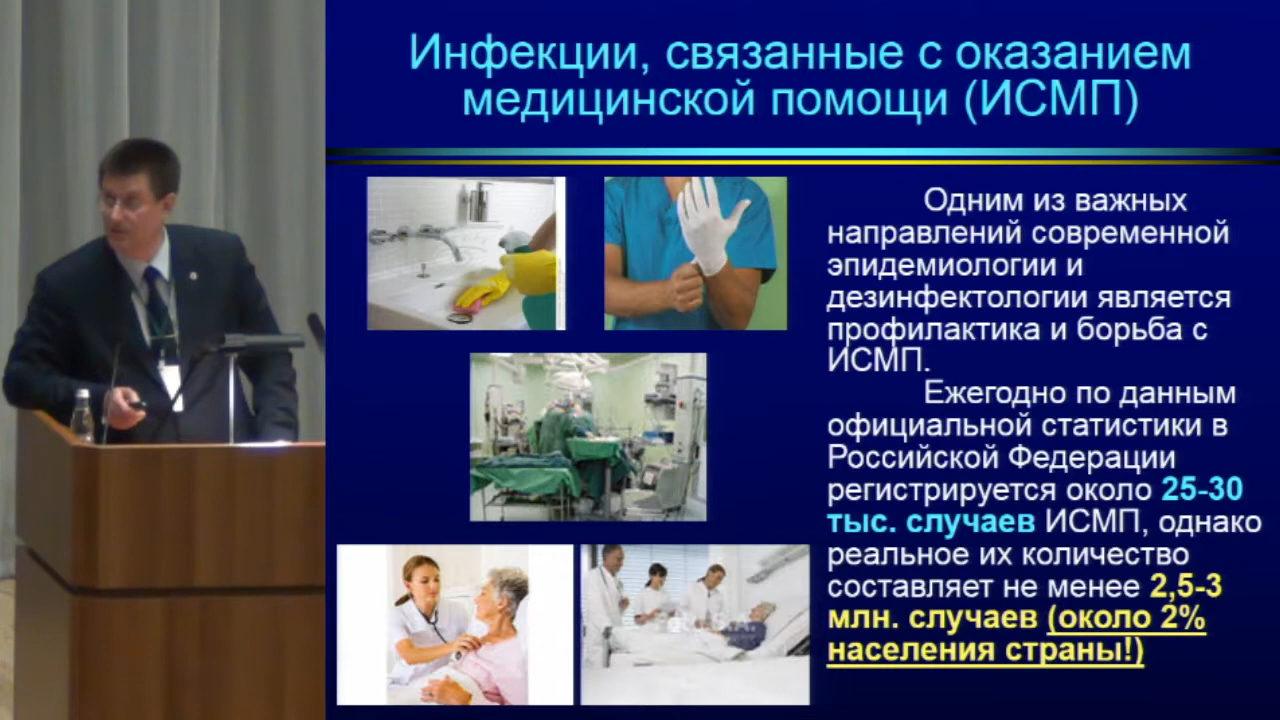 Инфекции, связанные с оказанием
медицинской помощи (ИСМП)
Одним из важных
направлений современной
эпидемиологии и
дезинфектологии является
профилактика и борьба с
ИСМП.
Ежегодно по данным
официальной статистики в
Российской Федерации
регистрируется около 25-30
тыс. случаев ИСМП, однако
реальное их количество
составляет не менее 2,5-3
млн. случаев (около 2%
населения страны!)